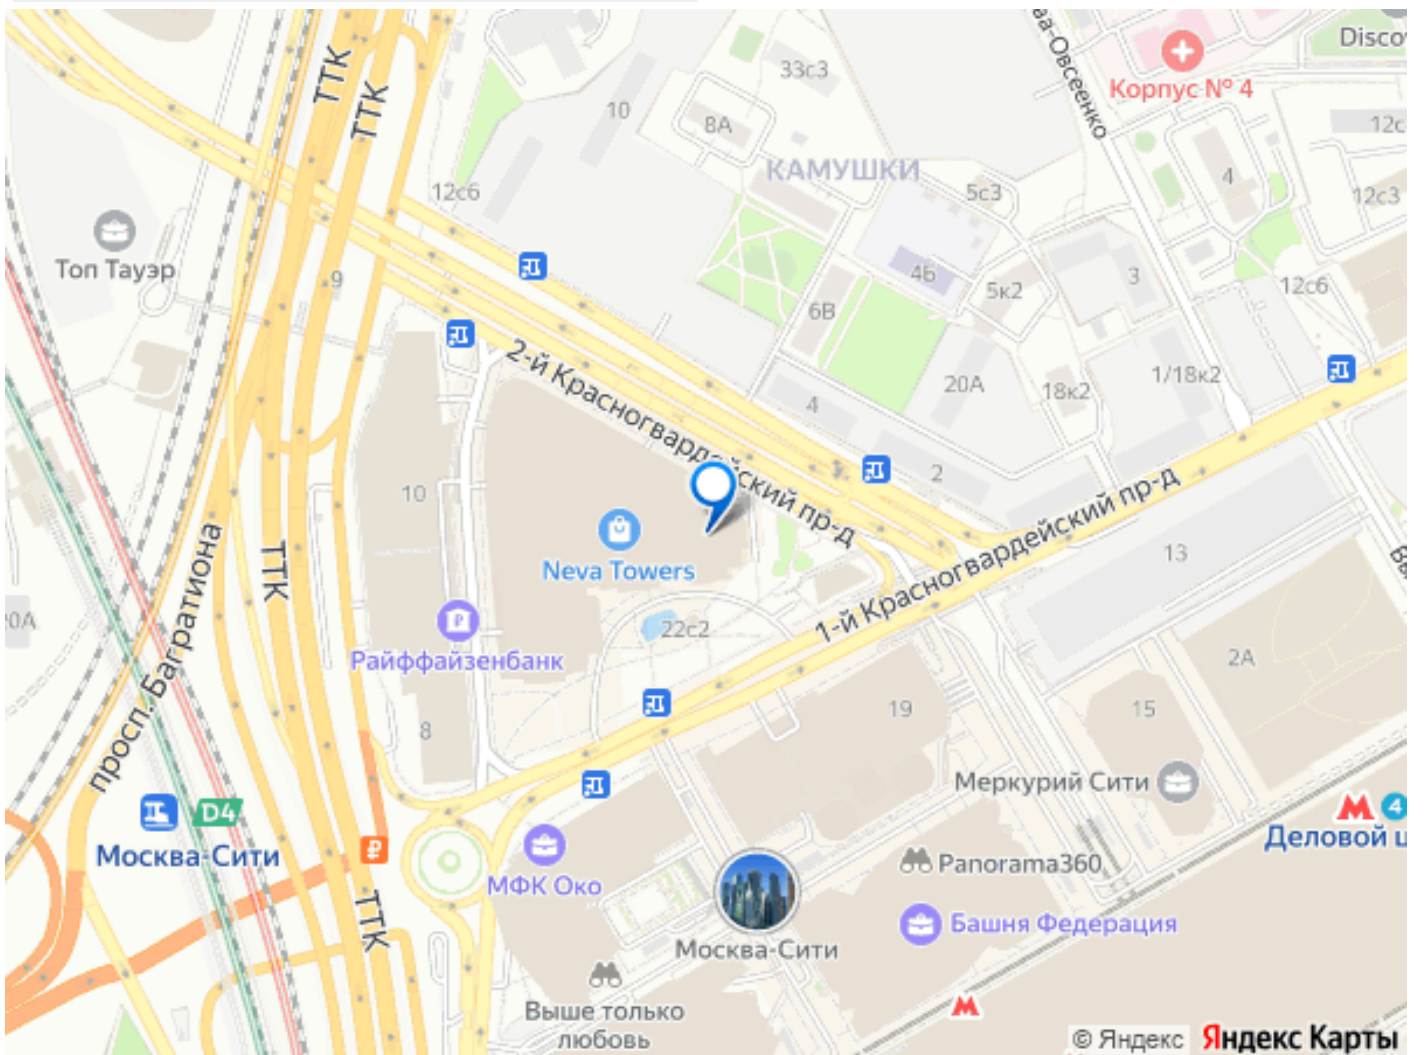 ТТК
ТТК
33с3
Disco
Корпус № 4
10
8А
12с
КАМУШКИ
4
12с6
5с3
12с3
Топ Тауэр
9
4Б
3
5к2
12с6
6В
2-й Красногвардейский пр-д
20А
18к2
1/18к2
4
2
10
ТТК
Neva Towers
13
1-й Красногвардейский пр-д
просп. Багратиона
22с2
Райффайзенбанк
2А
8
19
15
Меркурий Сити
D4
4
Москва-Сити
Деловой ц
Panorama360
МФК Око
Башня Федерация
ТТК
Москва-Сити
Выше только
любовь
© Яндекс
Яндекс Карты